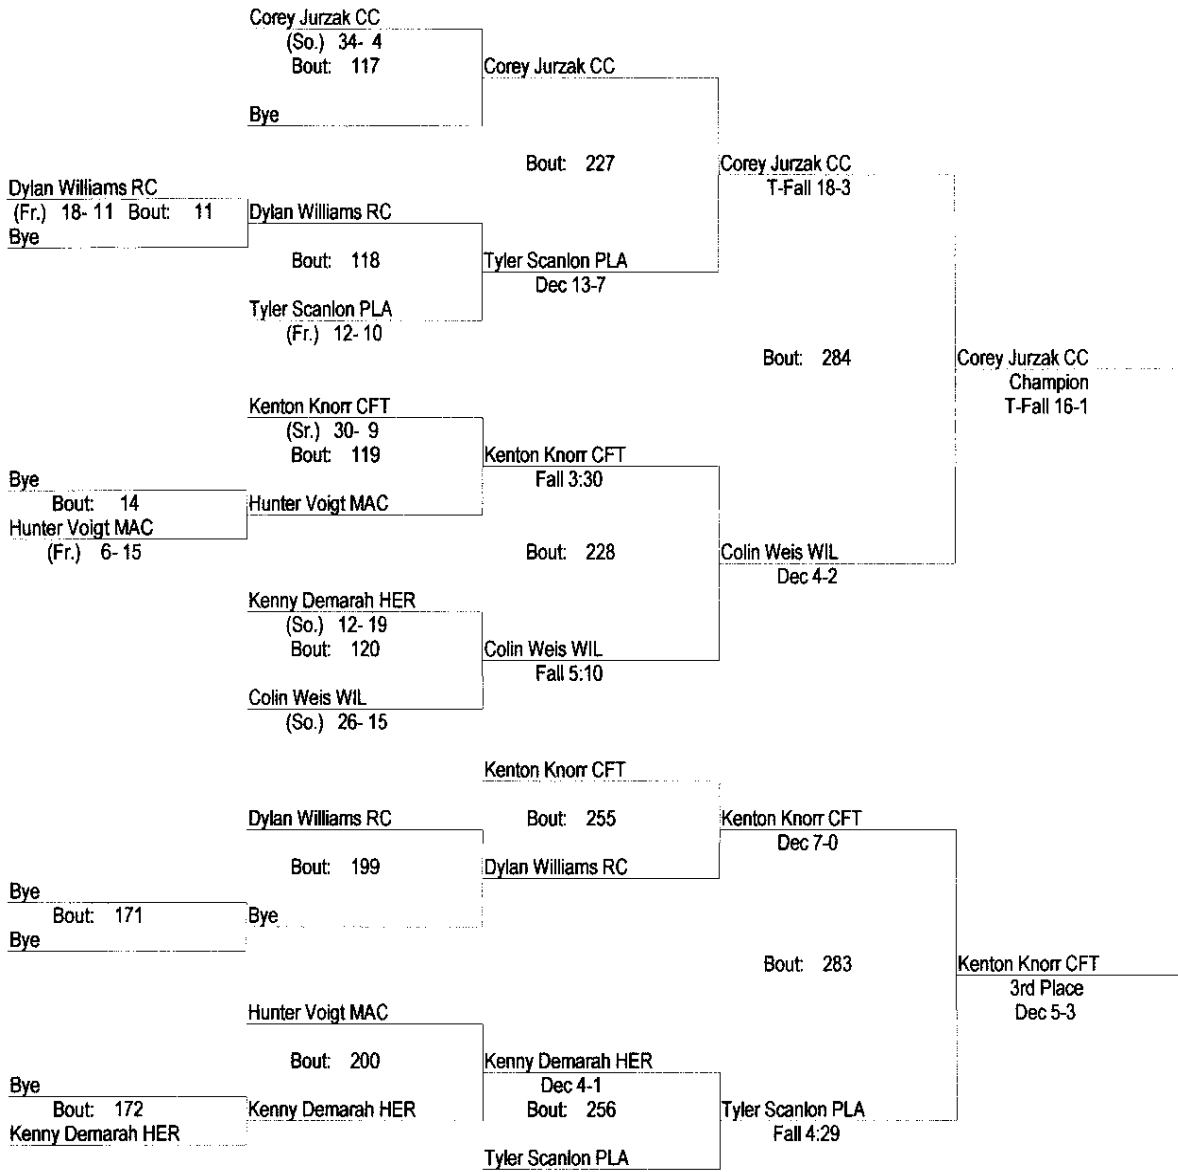 Corey Jurzak CC
(So.) 34- 4
Bout: 117
Corey Jurzak CC
Bye
Bout: 227
Corey Jurzak CC
T-Fall 18-3
Dylan Williams RC
(Fr.) 18- 11 Bout: 11
Bye
Dylan Williams RC
Bout: 118
Tyler Scanlon PLA
Dec 13-7
Tyler Scanlon PLA
(Fr.) 12- 10
Bout: 284
Corey Jurzak CC
Champion
T-Fall 16-1
Kenton Knorr CFT
(Sr.) 30- 9
Bout: 119
Kenton Knorr CFT
Fall 3:30
Bye
Bout: 14
Hunter Voigt MAC
Hunter Voigt MAC
(Fr.) 6- 15
Bout: 228
Colin Weis WIL
Dec 4-2
Kenny Demarah HER
(So.) 12- 19
Bout: 120
Colin Weis WIL
Fall 5:10
Colin Weis WIL
(So.) 26- 15
Kenton Knorr CFT
Dylan Williams RC
Bout: 255
Kenton Knorr CFT
Dec 7-0
Bout: 199
Dylan Williams RC
Bye
Bout: 171
Bye
Bye
Bout: 283
Kenton Knorr CFT
3rd Place
Dec 5-3
Hunter Voigt MAC
Bout: 200
Kenny Demarah HER
Dec 4-1
Bye
Bout: 172
Kenny Demarah HER
Bout: 256
Tyler Scanlon PLA
Fall 4:29
Kenny Demarah HER
Tyler Scanlon PLA